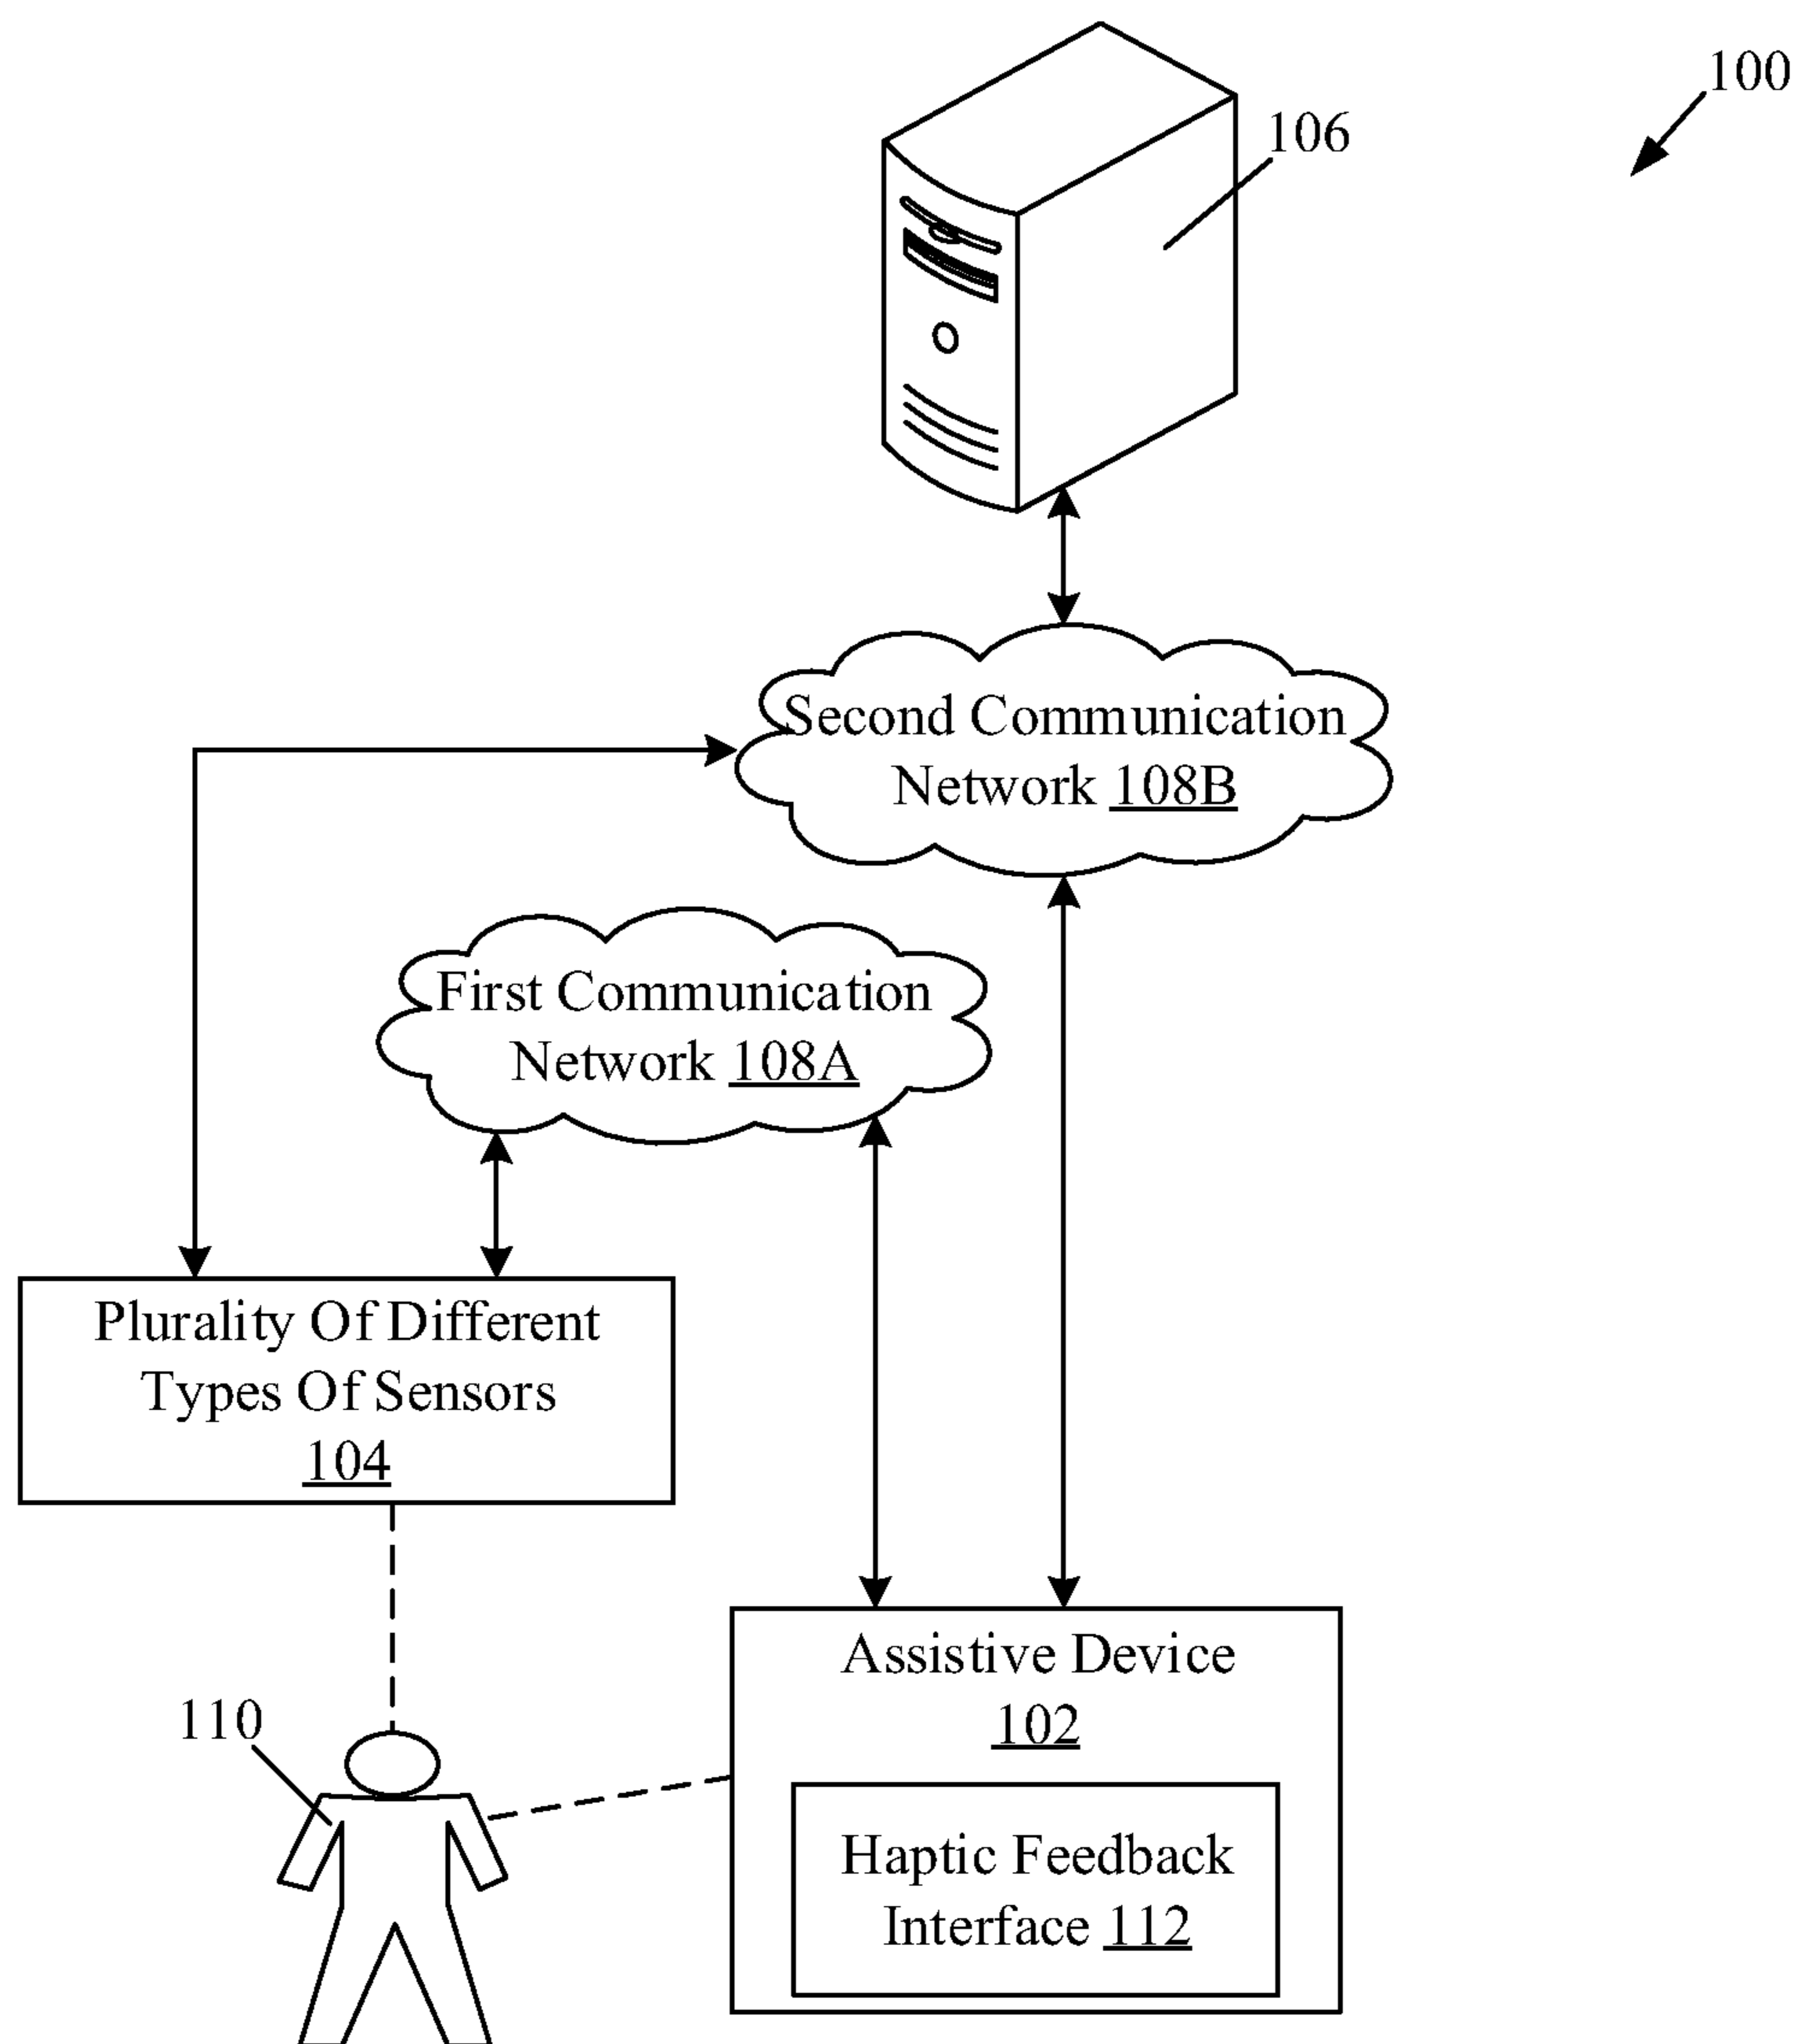 100
106
Second Communication
Network 108B
First Communication
Network 108A
Plurality Of Different
Types Of Sensors
104
Assistive Device
102
110
Haptic Feedback
Interface 112